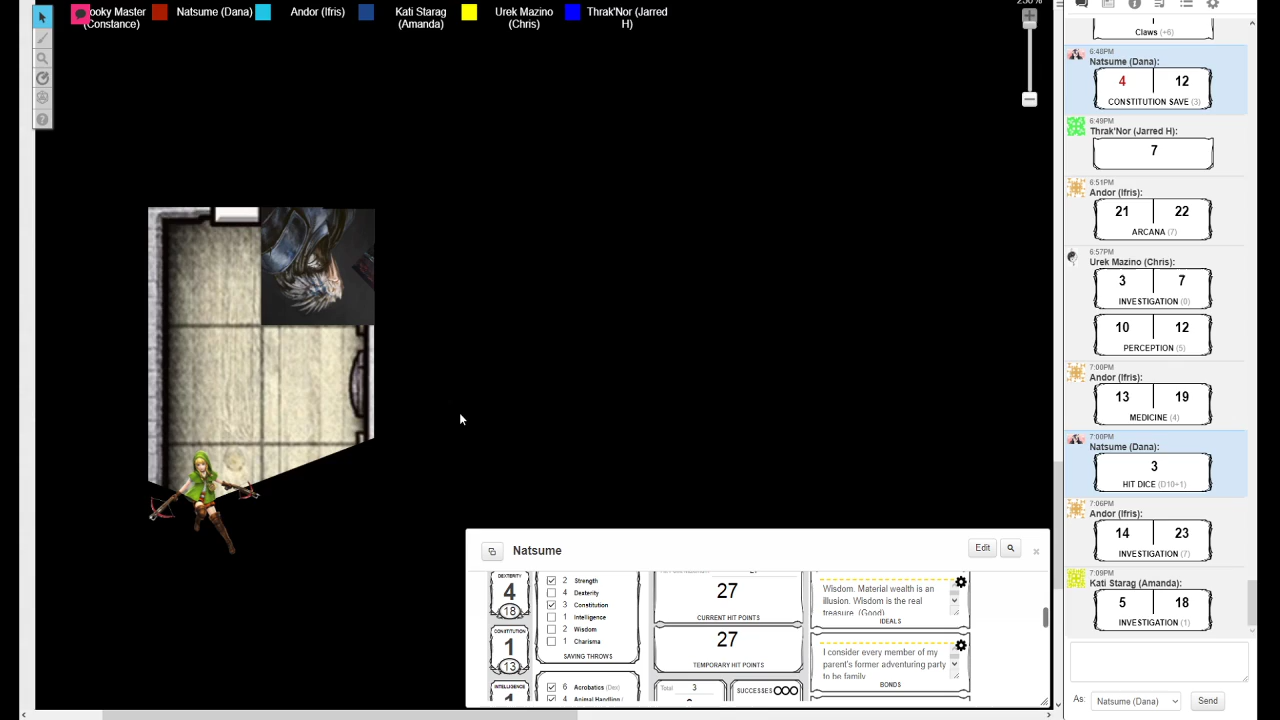 ooky Master
(Constance)
Natsume (Dana)
Andor (Ifris)
Kati Starag
(Amanda)
Urek Mazino
(Chris)
Thrak'Nor (Jarred
H)
Claws (+6)
6:48PM
Natsume (Dana):
4 12
CONSTITUTION SAVE (3)
6:49PM
Thrak'Nor (Jarred H):
7
6:51PM
Andor (Ifris):
21 22
ARCANA (7)
6:57PM
Urek Mazino (Chris):
3 7
INVESTIGATION (0)
10 12
PERCEPTION (5)
7:00PM
Andor (Ifris):
13 19
MEDICINE (4)
7:00PM
Natsume (Dana):
3
HIT DICE (D10+1)
7:06PM
Andor (Ifris):
14 23
INVESTIGATION (7)
7:09PM
Kati Starag (Amanda):
5 18
INVESTIGATION (1)
As: Natsume (Dana) Send
Natsume
Edit
DEXTERITY
4
18
CONSTITUTION
1
13
INTELLIGENCE
2 Strength
4 Dexterity
3 Constitution
1 Intelligence
2 Wisdom
1 Charisma
SAVING THROWS
6 Acrobatics (Dex)
4 Animal Handling
27
CURRENT HIT POINTS
27
TEMPORARY HIT POINTS
Total 3
SUCCESSES
Wisdom. Material wealth is an
illusion. Wisdom is the real
treasure. (Good)
IDEALS
I consider every member of my
parent's former adventuring party
to be family
BONDS